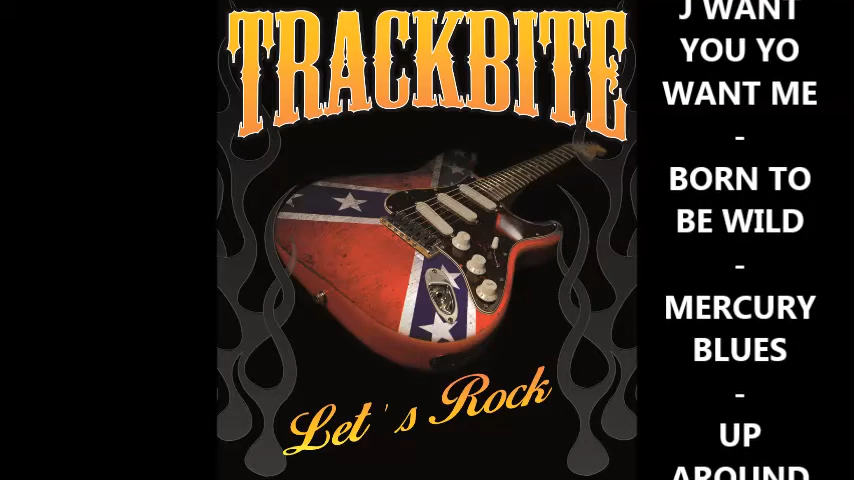 TRACKBITE
Let's Rock
J WANT
YOU YO
WANT ME
-
BORN TO
BE WILD
-
MERCURY
BLUES
-
UP
AROUND